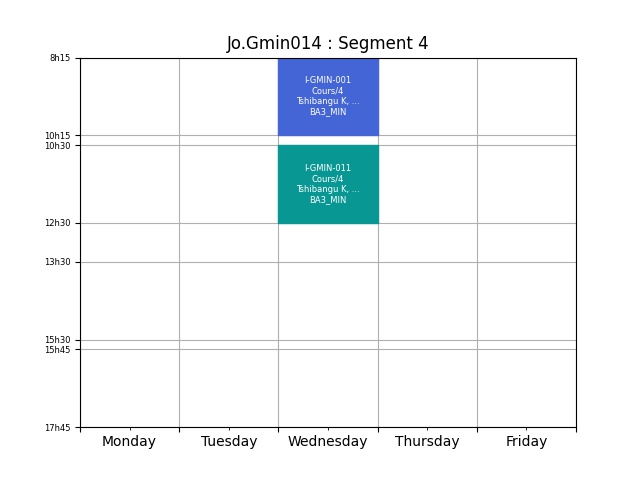 Jo.Gmin014 : Segment 4
8h15
I-GMIN-001
Cours/4
Tshibangu K, ...
BA3_MIN
10h15
10h30
I-GMIN-011
Cours/4
Tshibangu K, ...
BA3_MIN
12h30
13h30
15h30
15h45
17h45
Monday Tuesday Wednesday Thursday Friday